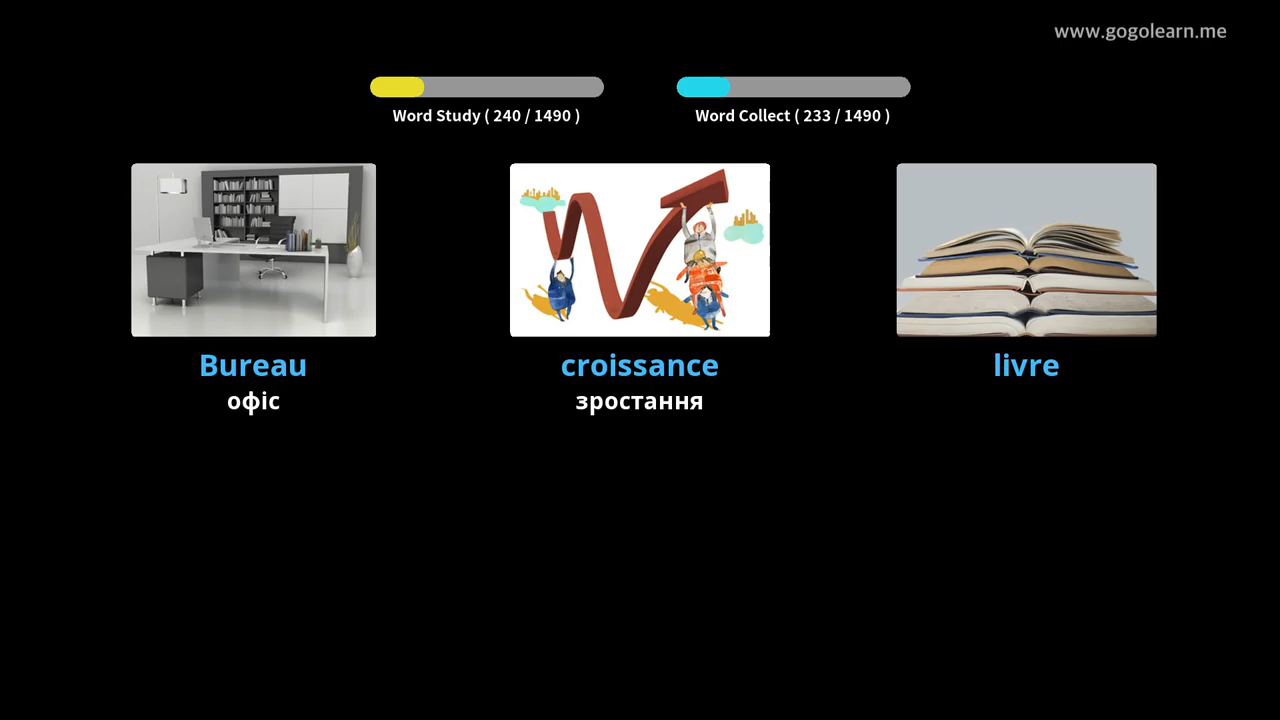 www.gogolearn.me
Word Study ( 240 / 1490 )
Word Collect ( 233 / 1490 )
Bureau
офіс
croissance
зростання
livre